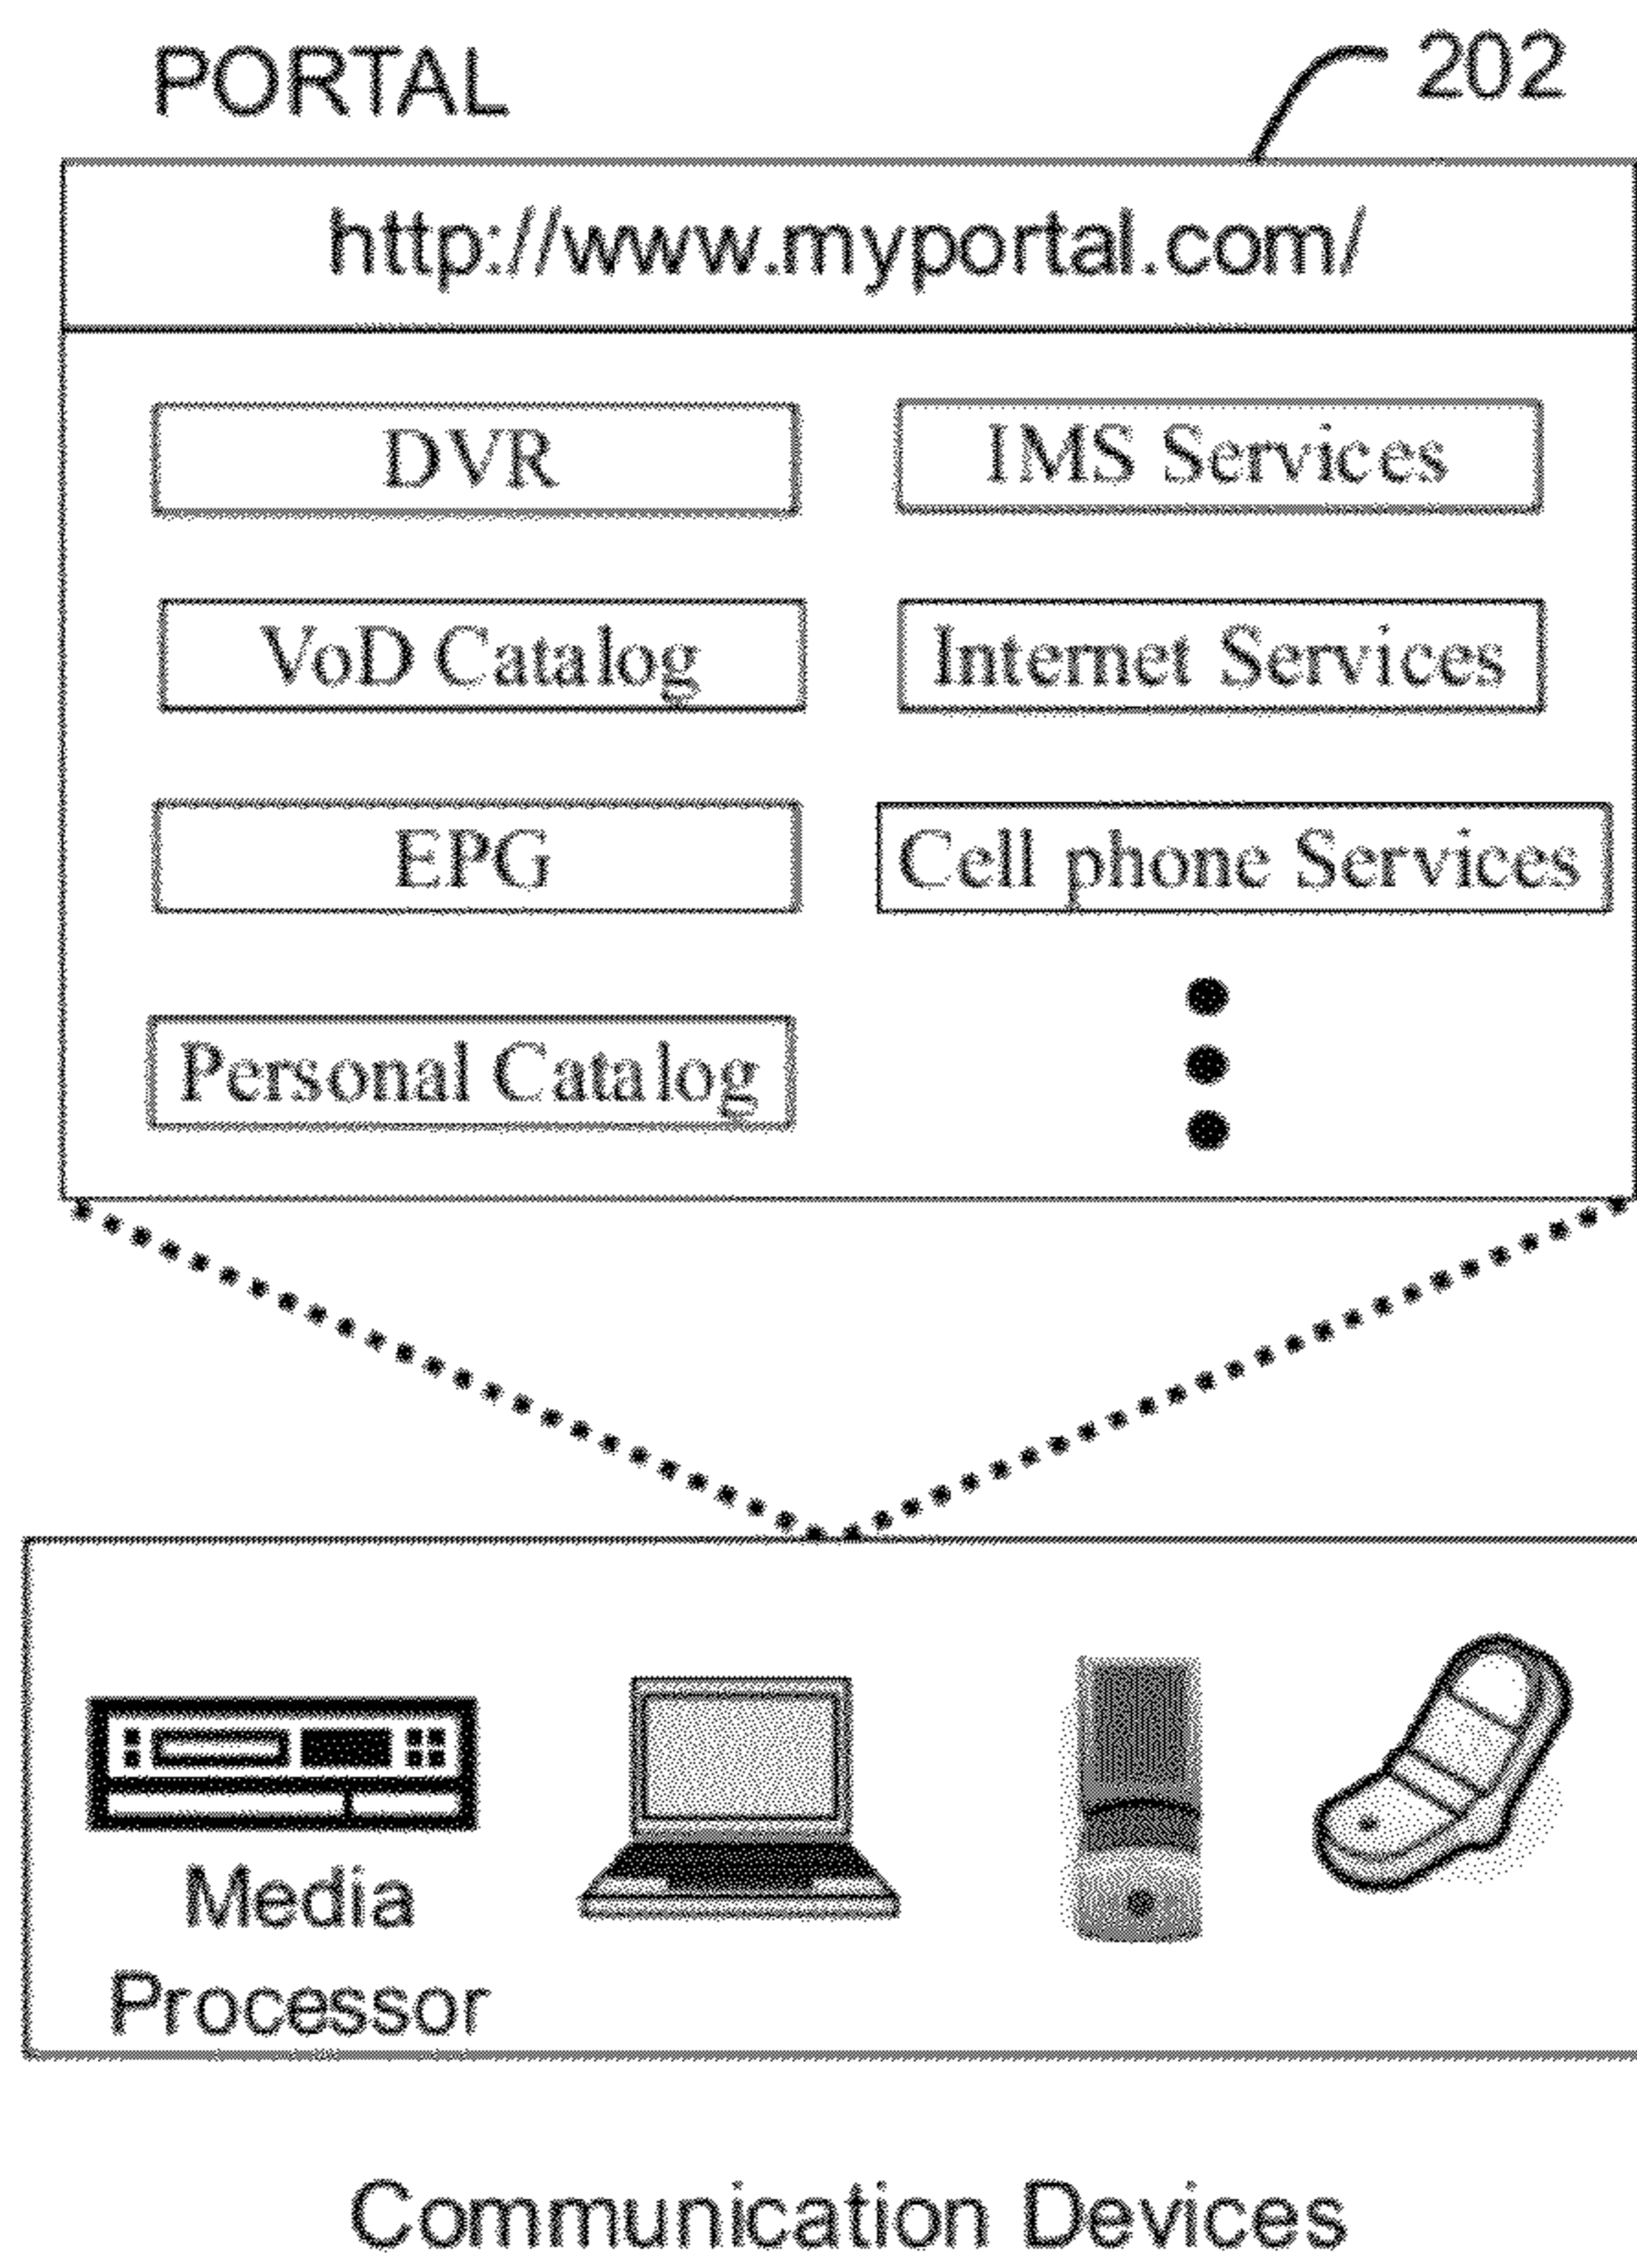 PORTAL
202
http://www.myportal.com/
DVR
IMS Services
VoD Catalog
Internet Services
EPG
Cell phone Services
Personal Catalog
Media
Processor
Communication Devices